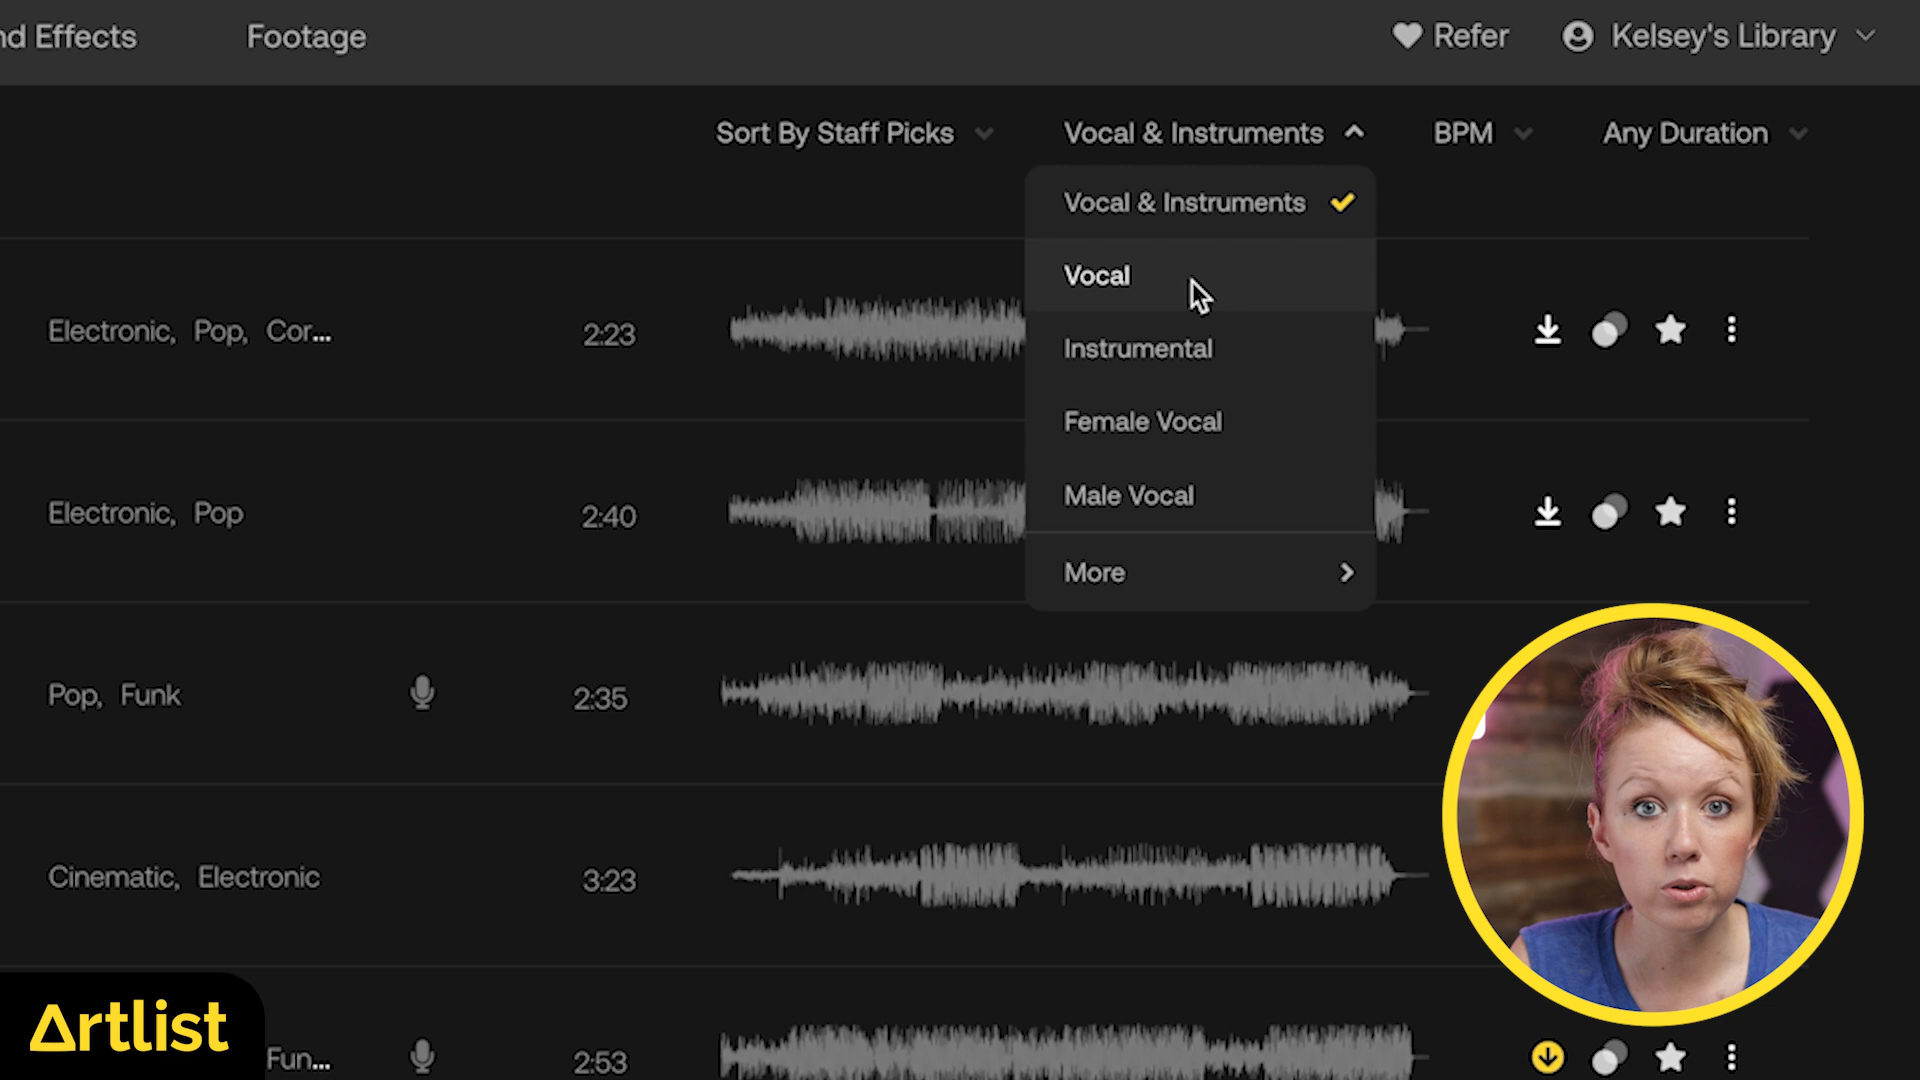 nd Effects
Footage
Refer
Kelsey's Library
Sort By Staff Picks
Vocal & Instruments
BPM
Any Duration
Vocal & Instruments
Vocal
Instrumental
Female Vocal
Male Vocal
More
Electronic, Pop, Cor...
2:23
Electronic, Pop
2:40
Pop, Funk
2:35
Cinematic, Electronic
3:23
Artlist
Fun...
2:53